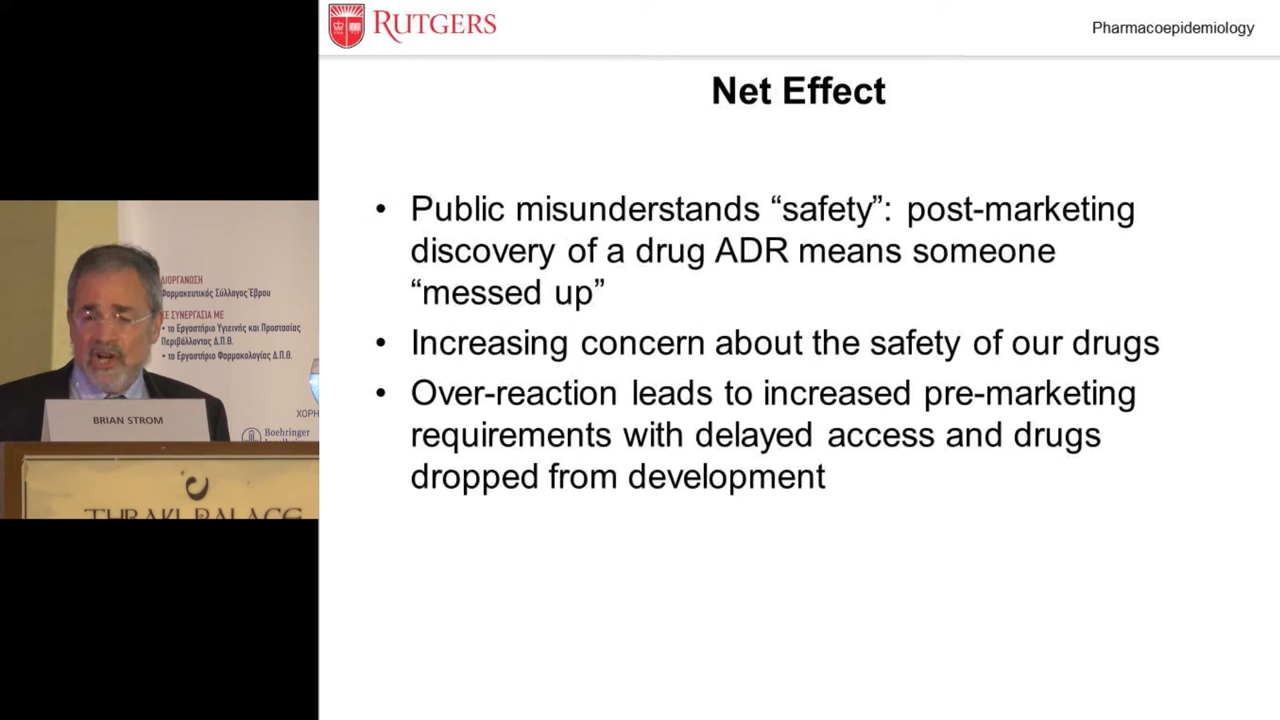 RUTGERS
Pharmacoepidemiology
Net Effect
• Public misunderstands “safety”: post-marketing
discovery of a drug ADR means someone
“messed up”
• Increasing concern about the safety of our drugs
• Over-reaction leads to increased pre-marketing
requirements with delayed access and drugs
dropped from development
ΔΙΟΡΓΑΝΩΣΗ
Φαρμακευτικός Σύλλογος Έβρου
ΣΕ ΣΥΝΕΡΓΑΣΙΑ ΜΕ
• το Εργαστήριο Υγιεινής και Προστασίας
Περιβάλλοντος Δ.Π.Θ.
• το Εργαστήριο Φαρμακολογίας Δ.Π.Θ.
Boehringer
BRIAN STROM
THRAKI PALACE